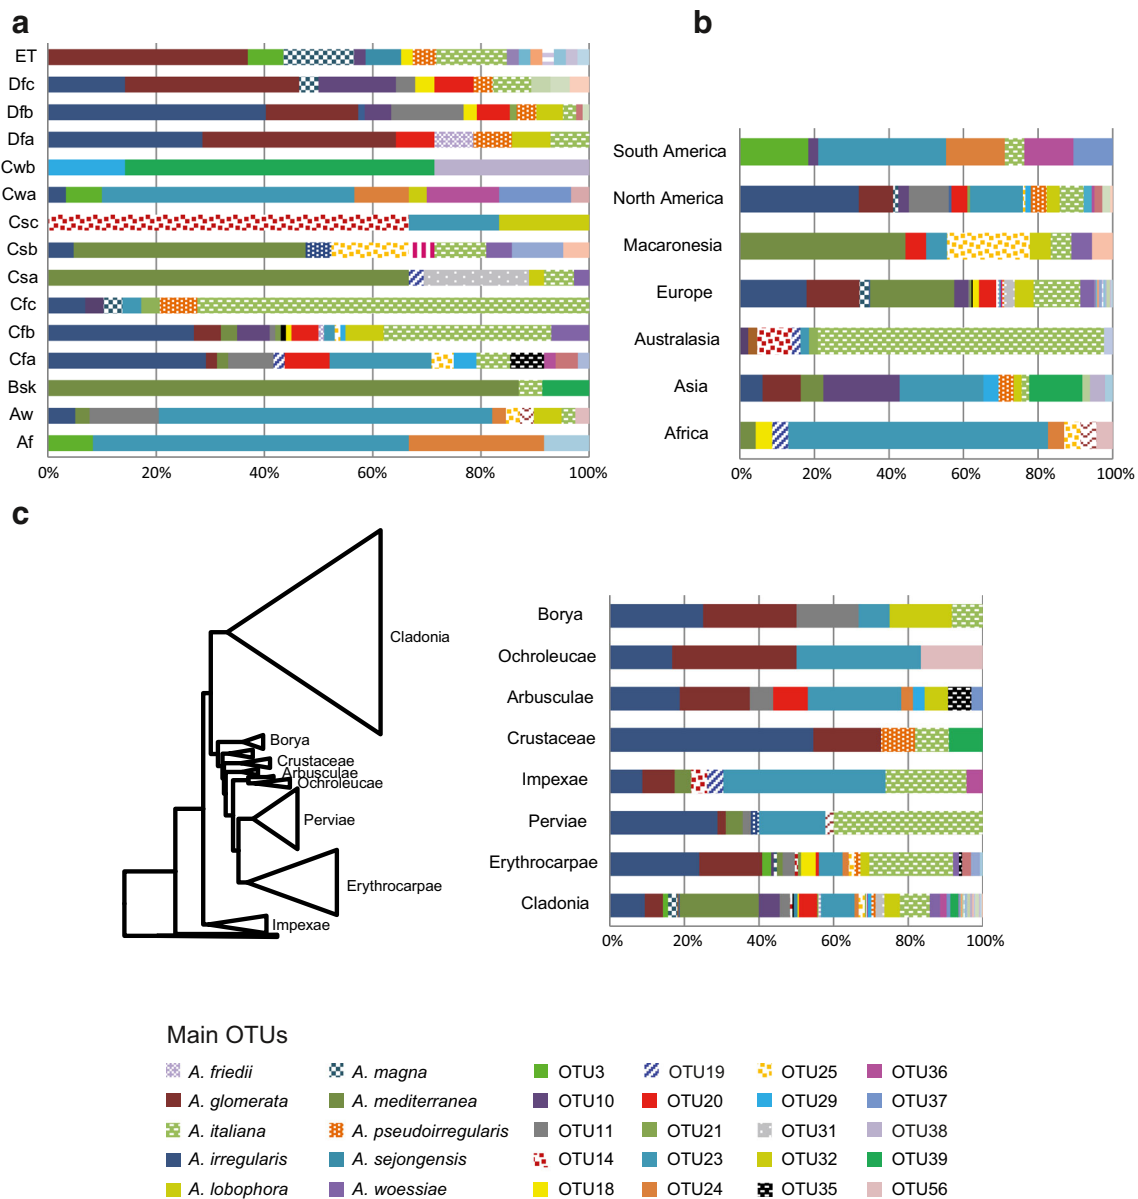 a
ET
Dfc
Dfb
Dfa
Cwb
Cwa
Csc
Csb
Csa
Cfc
Cfb
Cfa
Bsk
Aw
Af
0% 20% 40% 60% 80% 100%
b
South America
North America
Macaronesia
Europe
Australasia
Asia
Africa
0% 20% 40% 60% 80% 100%
c
Cladonia
Borya
Crustaceae
Arbusculae
Ochroleucae
Perviae
Erythrocarpae
Impexae
Borya
Ochroleucae
Arbusculae
Crustaceae
Impexae
Perviae
Erythrocarpae
Cladonia
0% 20% 40% 60% 80% 100%
Main OTUs
A. friedii A. magna OTU3 OTU19 OTU25 OTU36
A. glomerata A. mediterranea OTU10 OTU20 OTU29 OTU37
A. italiana A. pseudoirregularis OTU11 OTU21 OTU31 OTU38
A. irregularis A. sejongensis OTU14 OTU23 OTU32 OTU39
A. lobophora A. woessiae OTU18 OTU24 OTU35 OTU56